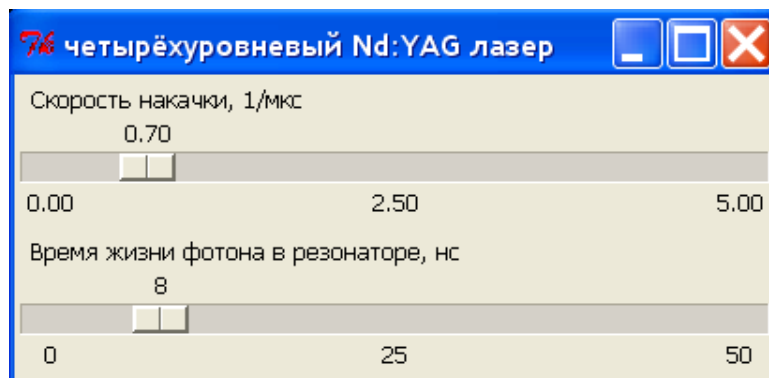 четырёхуровневый Nd:YAG лазер
Скорость накачки, 1/мкс
0.70
0.00 2.50 5.00
Время жизни фотона в резонаторе, нс
8
0 25 50